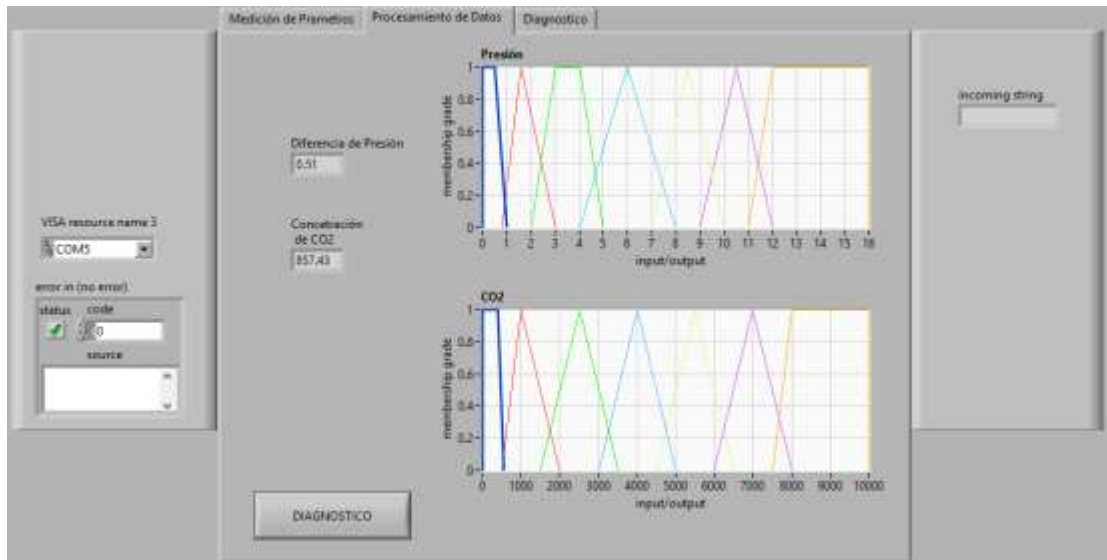 Medición de Prametios
Procesamiento de Datos
Diagnostico
VISA resource name 3
COM5
error in (no error)
status
code
0
source
Diferencia de Presión
0,51
Concetración
de CO2
857,43
DIAGNOSTICO
Presión
membership grade
1
0.8
0.6
0.4
0.2
0
0 1 2 3 4 5 6 7 8 9 10 11 12 13 14 15 16
input/output
CO2
membership grade
1
0.8
0.6
0.4
0.2
0
0 1000 2000 3000 4000 5000 6000 7000 8000 9000 10000
input/output
incoming string